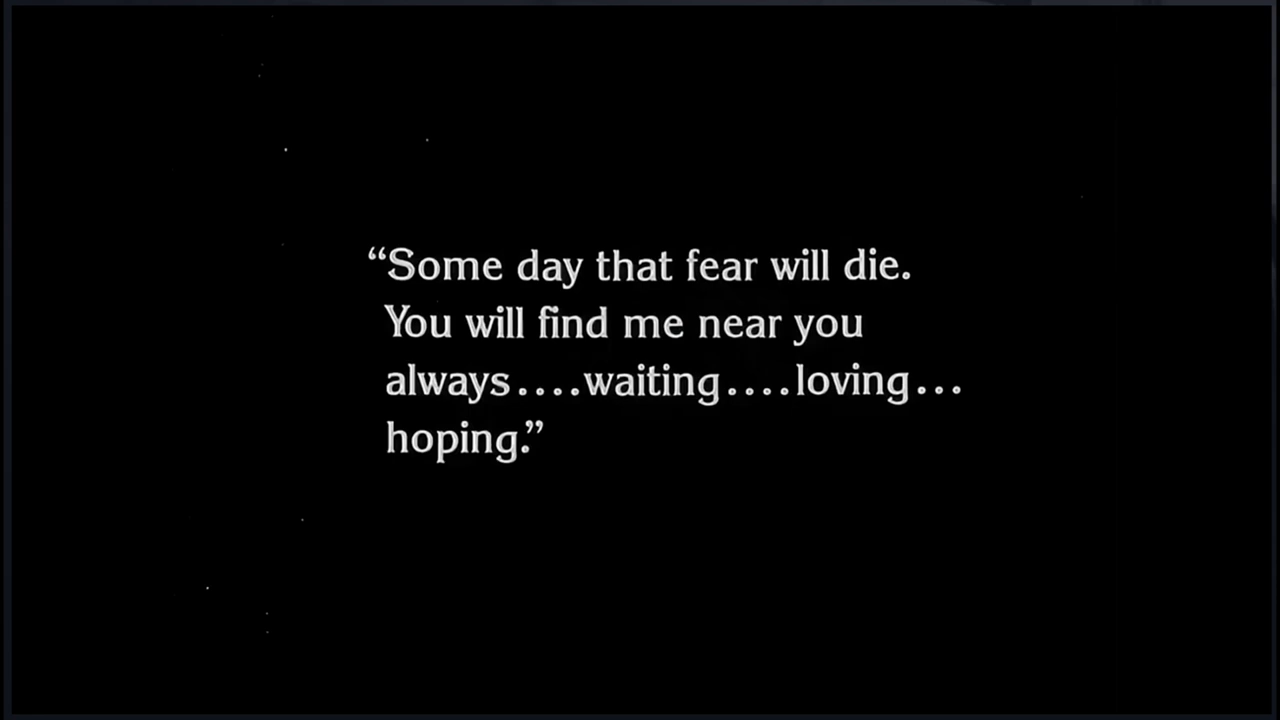 “Some day that fear will die.
You will find me near you
always....waiting....loving...
hoping.”